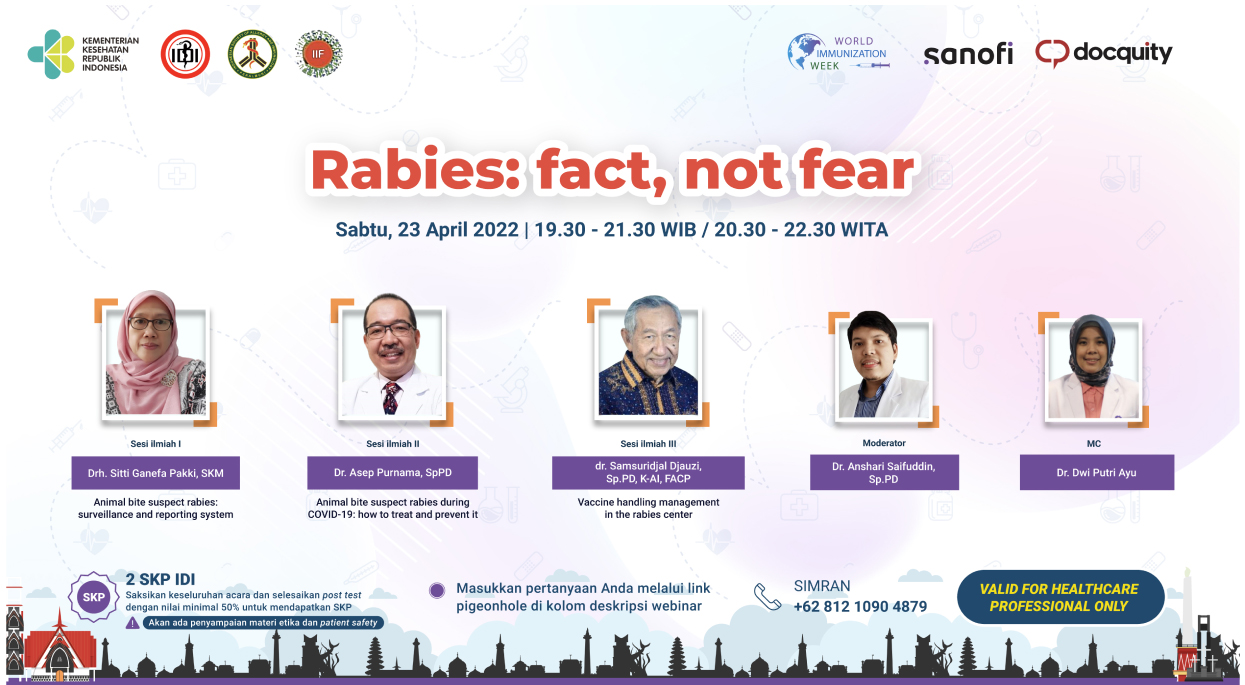 KEMENTERIAN
KESEHATAN
REPUBLIK
INDONESIA
IDI
IIF
WORLD
IMMUNIZATION
WEEK
sanofi
docquity
Rabies: fact, not fear
Sabtu, 23 April 2022 | 19.30 - 21.30 WIB / 20.30 - 22.30 WITA
Sesi ilmiah I
Drh. Sitti Ganefa Pakki, SKM
Animal bite suspect rabies:
surveillance and reporting system
Sesi ilmiah II
Dr. Asep Purnama, SpPD
Animal bite suspect rabies during
COVID-19: how to treat and prevent it
Sesi ilmiah III
dr. Samsuridjal Djauzi,
Sp.PD, K-AI, FACP
Vaccine handling management
in the rabies center
Moderator
Dr. Anshari Saifuddin,
Sp.PD
MC
Dr. Dwi Putri Ayu
SKP
2 SKP IDI
Saksikan keseluruhan acara dan selesaikan post test
dengan nilai minimal 50% untuk mendapatkan SKP
Akan ada penyampaian materi etika dan patient safety
Masukkan pertanyaan Anda melalui link
pigeonhole di kolom deskripsi webinar
SIMRAN
+62 812 1090 4879
VALID FOR HEALTHCARE
PROFESSIONAL ONLY